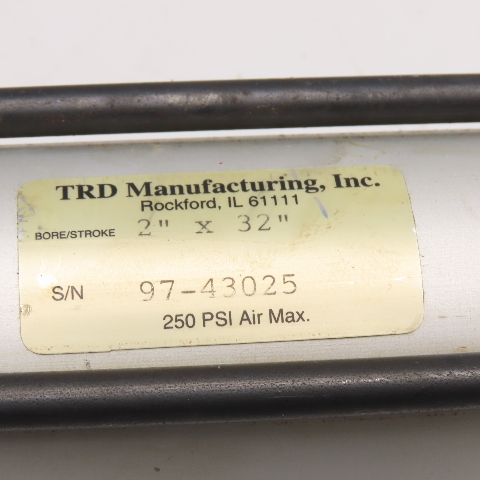 TRD Manufacturing, Inc.
Rockford, IL 61111
BORE/STROKE 2" x 32"
S/N 97-43025
250 PSI Air Max.